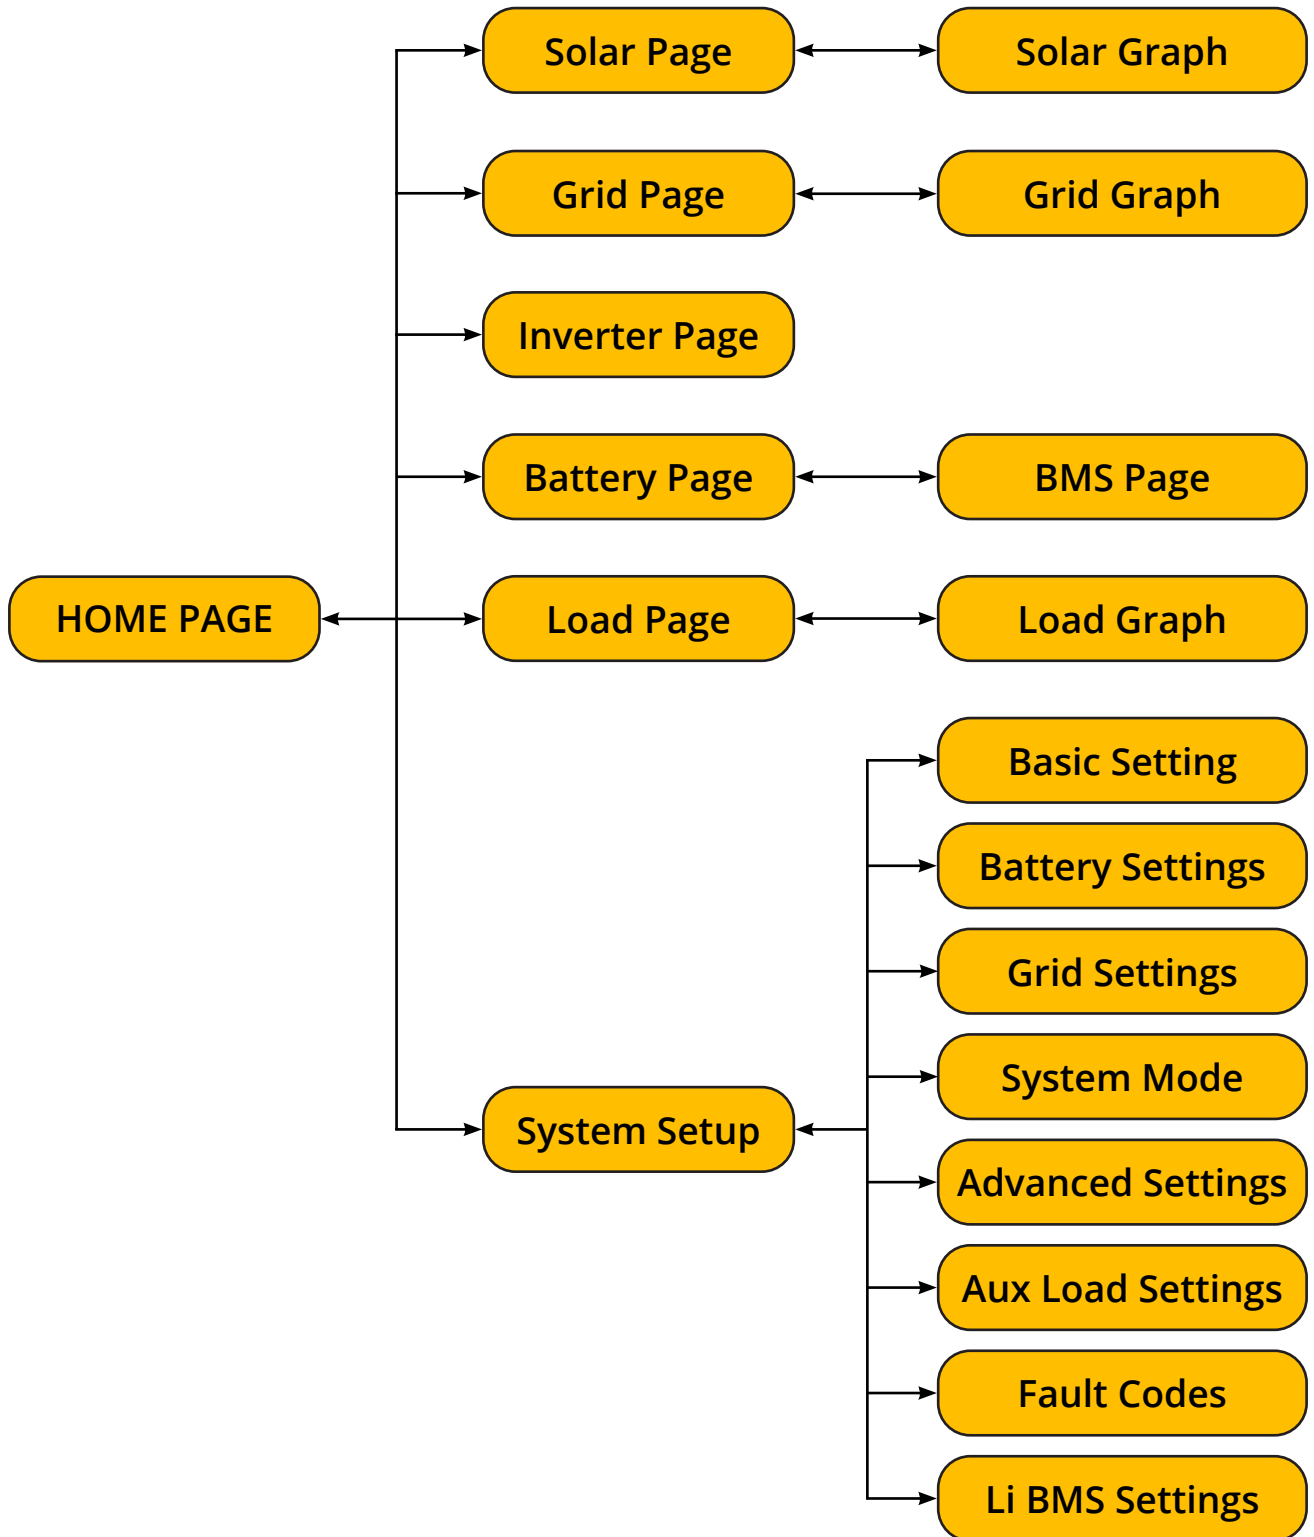 Solar Page
Solar Graph
Grid Page
Grid Graph
Inverter Page
Battery Page
BMS Page
HOME PAGE
Load Page
Load Graph
Basic Setting
Battery Settings
Grid Settings
System Mode
System Setup
Advanced Settings
Aux Load Settings
Fault Codes
Li BMS Settings